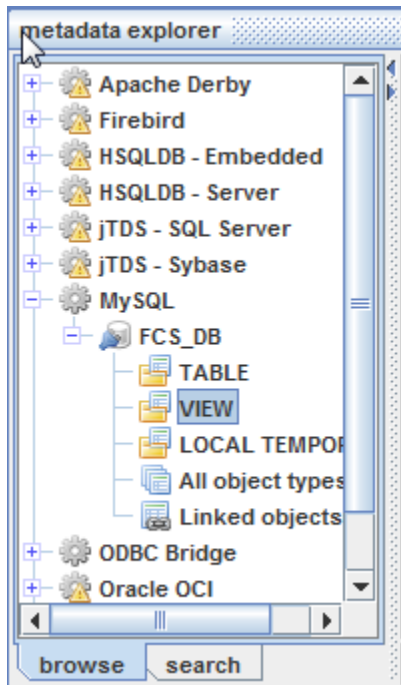 metadata explorer
Apache Derby
Firebird
HSQLDB - Embedded
HSQLDB - Server
jTDS - SQL Server
jTDS - Sybase
MySQL
FCS_DB
TABLE
VIEW
LOCAL TEMPOR
All object types
Linked objects
ODBC Bridge
Oracle OCI
browse search